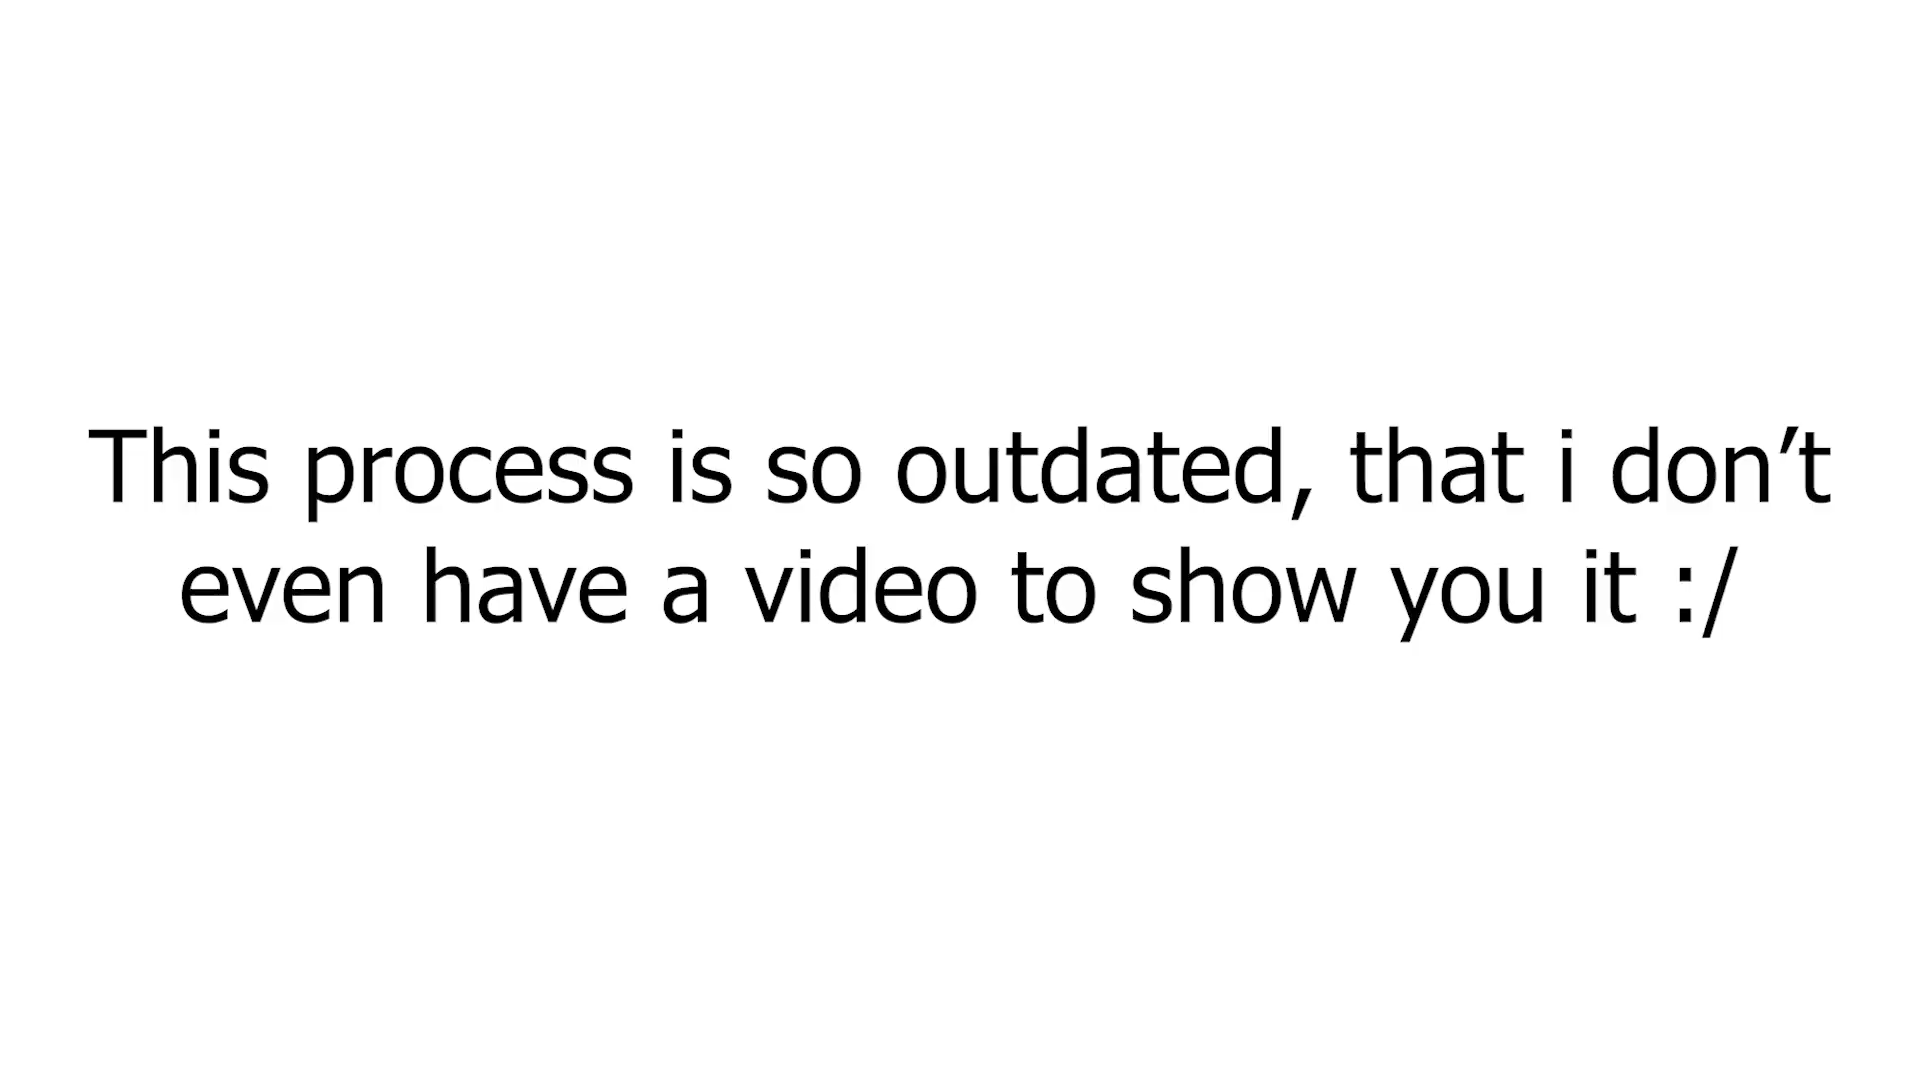 This process is so outdated, that i don’t
even have a video to show you it :/